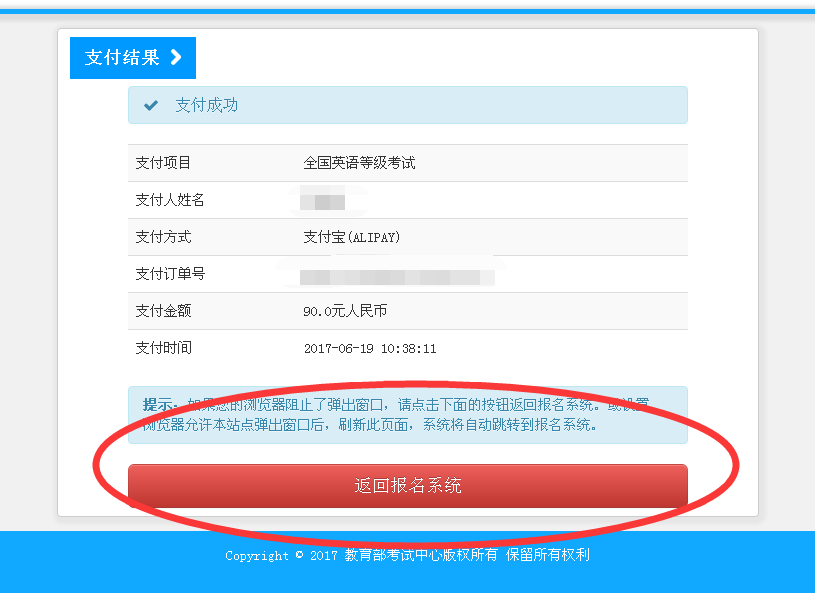 支付结果
支付成功
支付项目 全国英语等级考试
支付人姓名
支付方式 支付宝(ALIPAY)
支付订单号
支付金额 90.0元人民币
支付时间 2017-06-19 10:38:11
提示：如果您的浏览器阻止了弹出窗口，请点击下面的按钮返回报名系统。或设置
浏览器允许本站点弹出窗口后，刷新此页面，系统将自动跳转到报名系统。
返回报名系统
Copyright © 2017 教育部考试中心版权所有 保留所有权利